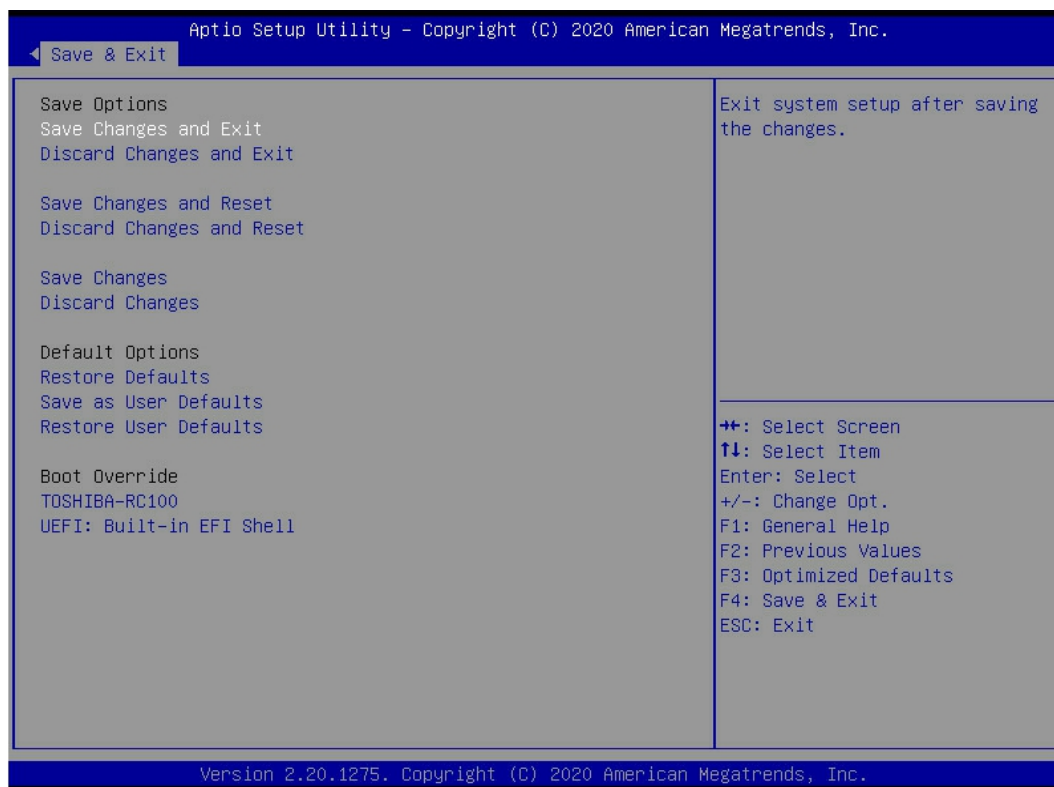 Aptio Setup Utility – Copyright (C) 2020 American Megatrends, Inc.
Save & Exit
Save Options
Save Changes and Exit
Discard Changes and Exit
Save Changes and Reset
Discard Changes and Reset
Save Changes
Discard Changes
Default Options
Restore Defaults
Save as User Defaults
Restore User Defaults
Boot Override
TOSHIBA-RC100
UEFI: Built-in EFI Shell
Exit system setup after saving
the changes.
→←: Select Screen
↑↓: Select Item
Enter: Select
+/-: Change Opt.
F1: General Help
F2: Previous Values
F3: Optimized Defaults
F4: Save & Exit
ESC: Exit
Version 2.20.1275. Copyright (C) 2020 American Megatrends, Inc.